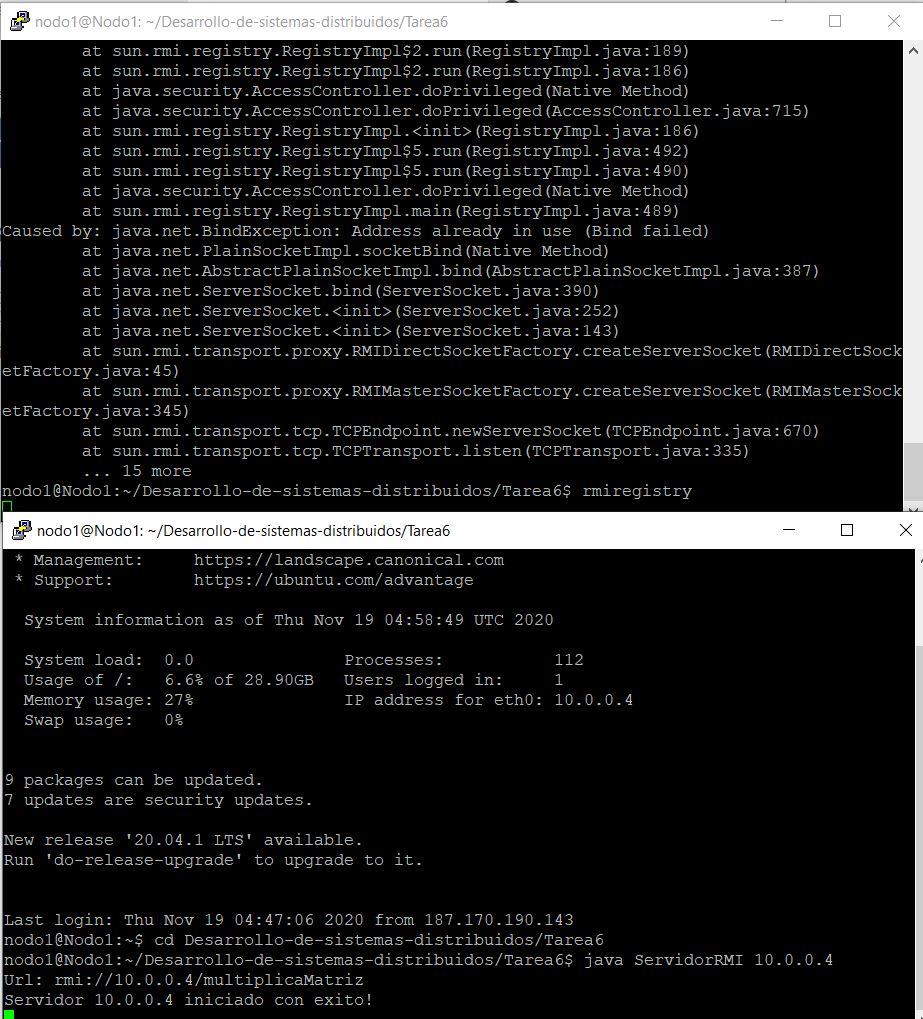 nodo1@Nodo1: ~/Desarrollo-de-sistemas-distribuidos/Tarea6
at sun.rmi.registry.RegistryImpl$2.run(RegistryImpl.java:189)
at sun.rmi.registry.RegistryImpl$2.run(RegistryImpl.java:186)
at java.security.AccessController.doPrivileged(Native Method)
at java.security.AccessController.doPrivileged(AccessController.java:715)
at sun.rmi.registry.RegistryImpl.<init>(RegistryImpl.java:186)
at sun.rmi.registry.RegistryImpl$5.run(RegistryImpl.java:492)
at sun.rmi.registry.RegistryImpl$5.run(RegistryImpl.java:490)
at java.security.AccessController.doPrivileged(Native Method)
at sun.rmi.registry.RegistryImpl.main(RegistryImpl.java:489)
Caused by: java.net.BindException: Address already in use (Bind failed)
at java.net.PlainSocketImpl.socketBind(Native Method)
at java.net.AbstractPlainSocketImpl.bind(AbstractPlainSocketImpl.java:387)
at java.net.ServerSocket.bind(ServerSocket.java:390)
at java.net.ServerSocket.<init>(ServerSocket.java:252)
at java.net.ServerSocket.<init>(ServerSocket.java:143)
at sun.rmi.transport.proxy.RMIDirectSocketFactory.createServerSocket(RMIDirectSock
etFactory.java:45)
at sun.rmi.transport.proxy.RMIMasterSocketFactory.createServerSocket(RMIMasterSock
etFactory.java:345)
at sun.rmi.transport.tcp.TCPEndpoint.newServerSocket(TCPEndpoint.java:670)
at sun.rmi.transport.tcp.TCPTransport.listen(TCPTransport.java:335)
... 15 more
nodo1@Nodo1:~/Desarrollo-de-sistemas-distribuidos/Tarea6$ rmiregistry
nodo1@Nodo1: ~/Desarrollo-de-sistemas-distribuidos/Tarea6
* Management: https://landscape.canonical.com
* Support: https://ubuntu.com/advantage
System information as of Thu Nov 19 04:58:49 UTC 2020
System load: 0.0 Processes: 112
Usage of /: 6.6% of 28.90GB Users logged in: 1
Memory usage: 27% IP address for eth0: 10.0.0.4
Swap usage: 0%
9 packages can be updated.
7 updates are security updates.
New release '20.04.1 LTS' available.
Run 'do-release-upgrade' to upgrade to it.
Last login: Thu Nov 19 04:47:06 2020 from 187.170.190.143
nodo1@Nodo1:~$ cd Desarrollo-de-sistemas-distribuidos/Tarea6
nodo1@Nodo1:~/Desarrollo-de-sistemas-distribuidos/Tarea6$ java ServidorRMI 10.0.0.4
Url: rmi://10.0.0.4/multiplicaMatriz
Servidor 10.0.0.4 iniciado con exito!